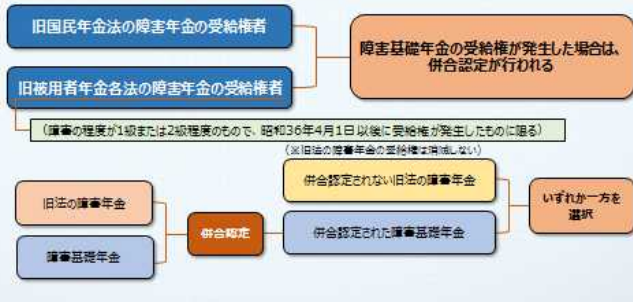 旧国民年金法の障害年金の受給権者
旧被用者年金各法の障害年金の受給権者
障害基礎年金の受給権が発生した場合は、
併合認定が行われる
（障害の程度が1級または2級程度のもので、昭和36年4月1日以後に受給権が発生したものに限る）
（※旧法の障害年金の受給権は消滅しない）
旧法の障害年金
障害基礎年金
併合認定
併合認定されない旧法の障害年金
併合認定された障害基礎年金
いずれか一方を
選択